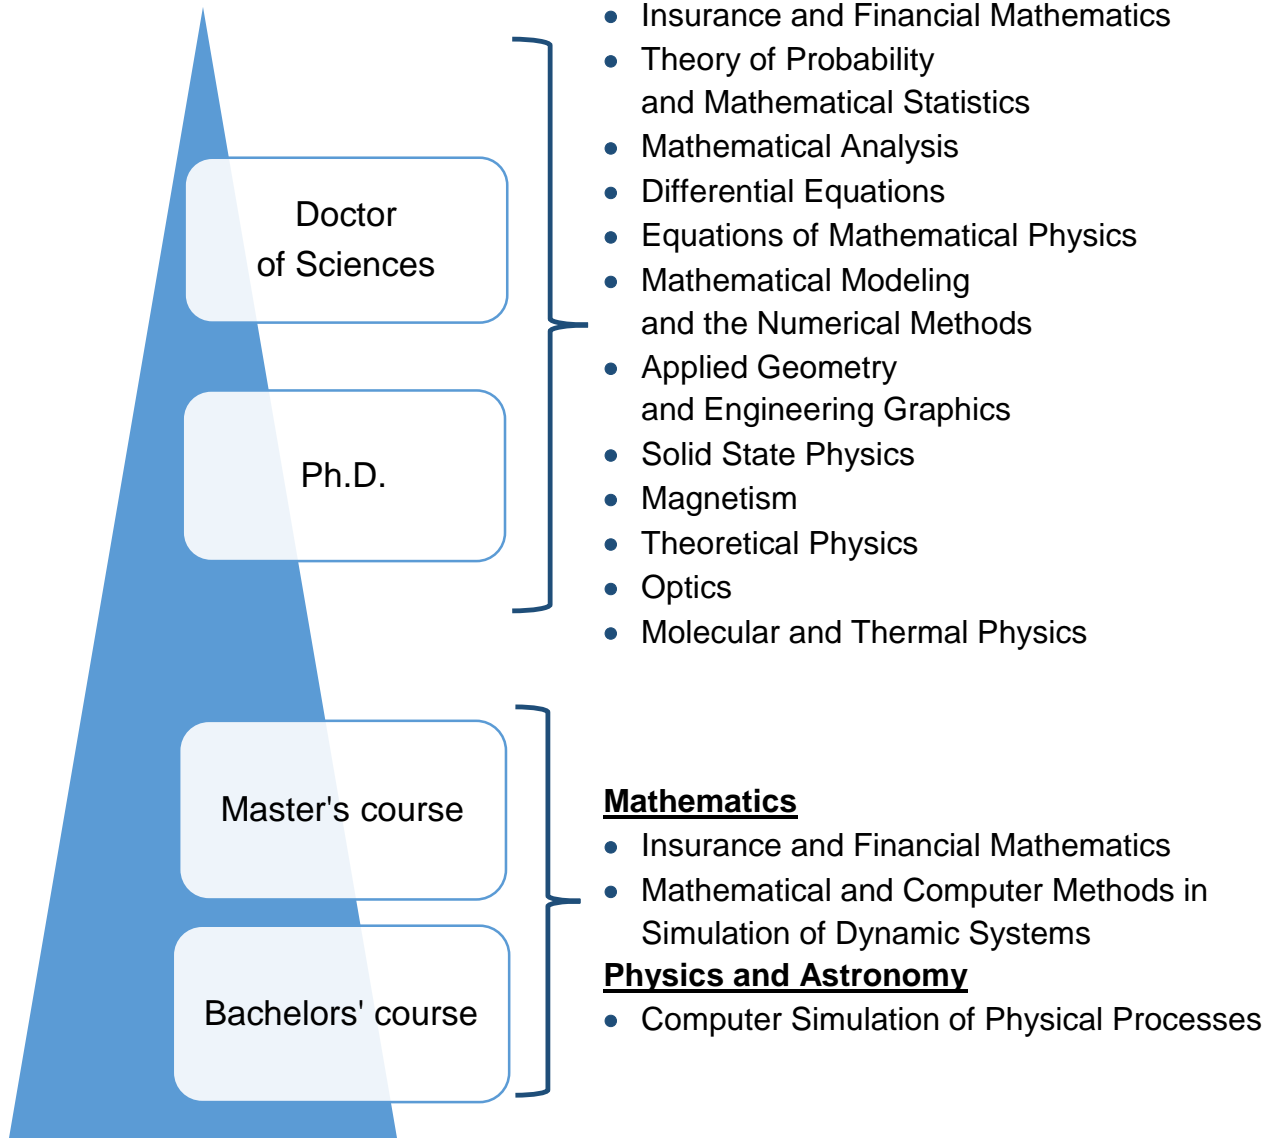 Doctor
of Sciences
Ph.D.
• Insurance and Financial Mathematics
• Theory of Probability
and Mathematical Statistics
• Mathematical Analysis
• Differential Equations
• Equations of Mathematical Physics
• Mathematical Modeling
and the Numerical Methods
• Applied Geometry
and Engineering Graphics
• Solid State Physics
• Magnetism
• Theoretical Physics
• Optics
• Molecular and Thermal Physics
Master's course
Bachelors' course
Mathematics
• Insurance and Financial Mathematics
• Mathematical and Computer Methods in
Simulation of Dynamic Systems
Physics and Astronomy
• Computer Simulation of Physical Processes